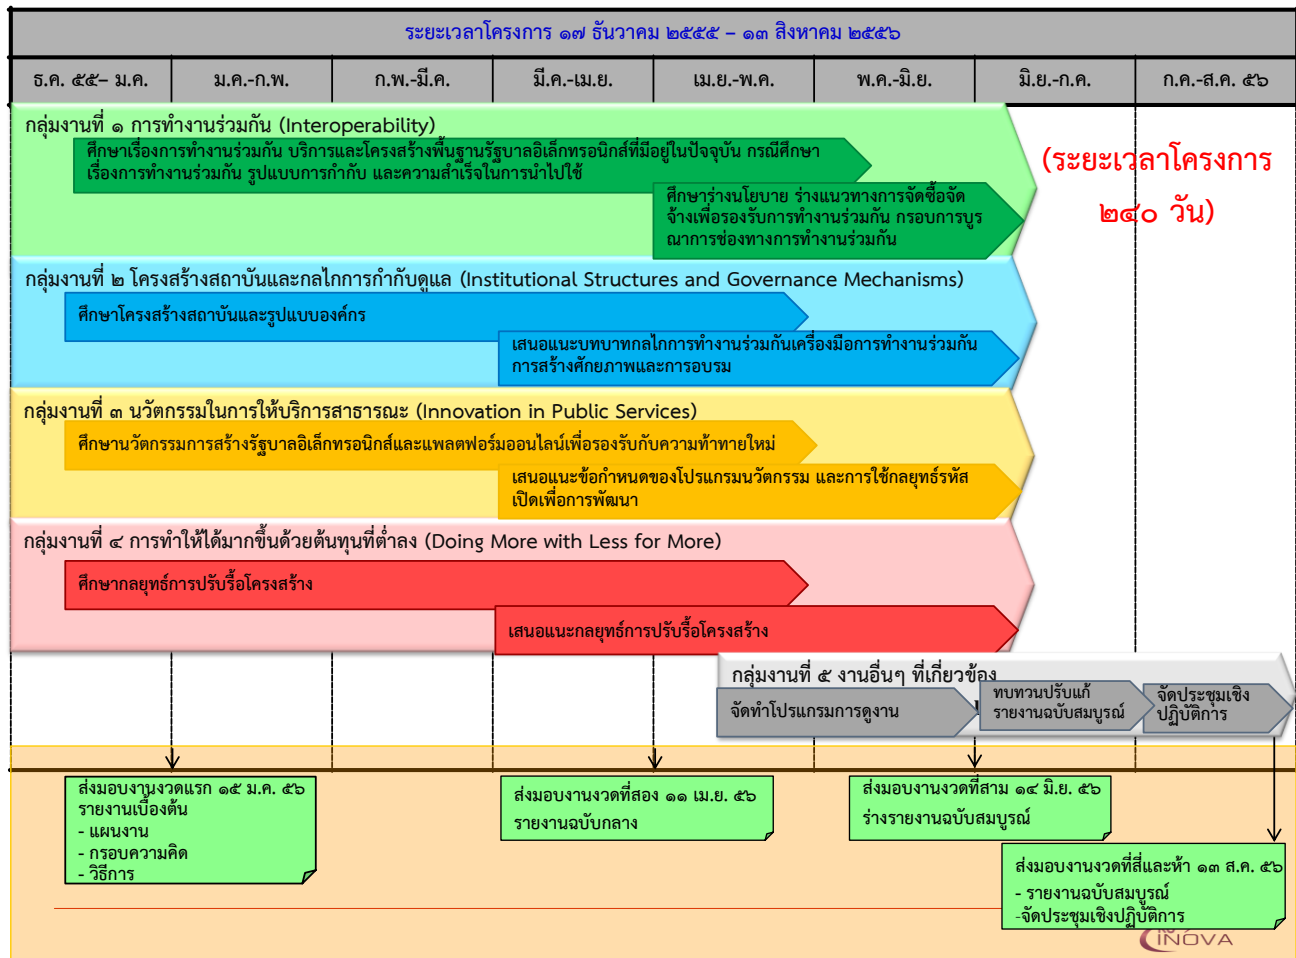 ระยะเวลาโครงการ ๑๗ ธันวาคม ๒๕๕๕ – ๑๓ สิงหาคม ๒๕๕๖
ธ.ค. ๕๕– ม.ค.
ม.ค.-ก.พ.
ก.พ.-มี.ค.
มี.ค.-เม.ย.
เม.ย.-พ.ค.
พ.ค.-มิ.ย.
มิ.ย.-ก.ค.
ก.ค.-ส.ค. ๕๖
กลุ่มงานที่ ๑ การทำงานร่วมกัน (Interoperability)
ศึกษาเรื่องการทำงานร่วมกัน บริการและโครงสร้างพื้นฐานรัฐบาลอิเล็กทรอนิกส์ที่มีอยู่ในปัจจุบัน กรณีศึกษา
เรื่องการทำงานร่วมกัน รูปแบบการกำกับ และความสำเร็จในการนำไปใช้
ศึกษาร่างนโยบาย ร่างแนวทางการจัดซื้อจัด
จ้างเพื่อรองรับการทำงานร่วมกัน กรอบการบูร
ณาการช่องทางการทำงานร่วมกัน
(ระยะเวลาโครงการ
๒๔๐ วัน)
กลุ่มงานที่ ๒ โครงสร้างสถาบันและกลไกการกำกับดูแล (Institutional Structures and Governance Mechanisms)
ศึกษาโครงสร้างสถาบันและรูปแบบองค์กร
เสนอแนะบทบาทกลไกการทำงานร่วมกันเครื่องมือการทำงานร่วมกัน
การสร้างศักยภาพและการอบรม
กลุ่มงานที่ ๓ นวัตกรรมในการให้บริการสาธารณะ (Innovation in Public Services)
ศึกษานวัตกรรมการสร้างรัฐบาลอิเล็กทรอนิกส์และแพลตฟอร์มออนไลน์เพื่อรองรับกับความท้าทายใหม่
เสนอแนะข้อกำหนดของโปรแกรมนวัตกรรม และการใช้กลยุทธ์รหัส
เปิดเพื่อการพัฒนา
กลุ่มงานที่ ๔ การทำให้ได้มากขึ้นด้วยต้นทุนที่ต่ำลง (Doing More with Less for More)
ศึกษากลยุทธ์การปรับรื้อโครงสร้าง
เสนอแนะกลยุทธ์การปรับรื้อโครงสร้าง
กลุ่มงานที่ ๕ งานอื่นๆ ที่เกี่ยวข้อง
จัดทำโปรแกรมการดูงาน
ทบทวนปรับแก้
รายงานฉบับสมบูรณ์
จัดประชุมเชิง
ปฏิบัติการ
ส่งมอบงานงวดแรก ๑๕ ม.ค. ๕๖
รายงานเบื้องต้น
- แผนงาน
- กรอบความคิด
- วิธีการ
ส่งมอบงานงวดที่สอง ๑๑ เม.ย. ๕๖
รายงานฉบับกลาง
ส่งมอบงานงวดที่สาม ๑๔ มิ.ย. ๕๖
ร่างรายงานฉบับสมบูรณ์
ส่งมอบงานงวดที่สี่และห้า ๑๓ ส.ค. ๕๖
- รายงานฉบับสมบูรณ์
-จัดประชุมเชิงปฏิบัติการ
INOVA